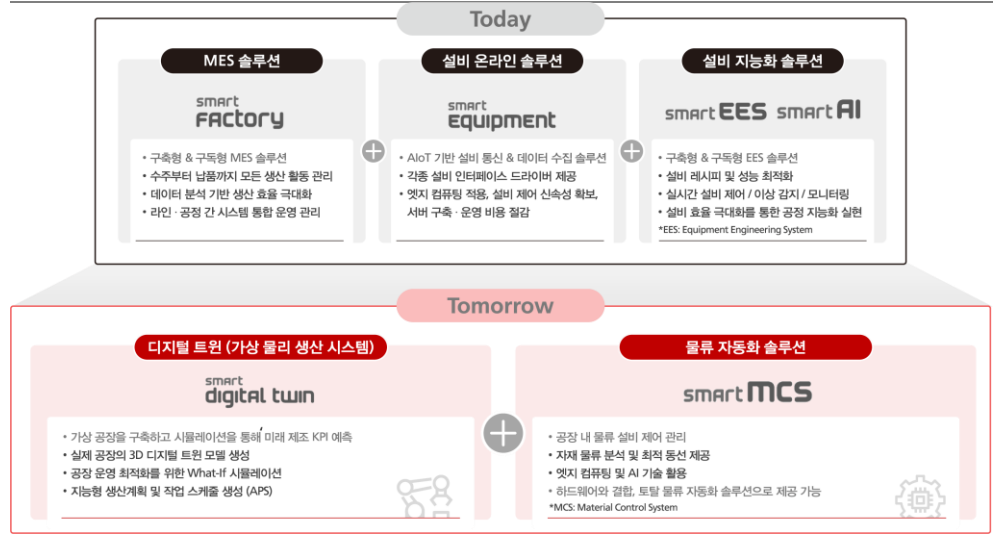 Today
MES 솔루션
smart
FACtory
• 구축형 & 구독형 MES 솔루션
• 수주부터 납품까지 모든 생산 활동 관리
• 데이터 분석 기반 생산 효율 극대화
• 라인 · 공정 간 시스템 통합 운영 관리
+
설비 온라인 솔루션
smart
EQUIPMENT
• AIoT 기반 설비 통신 & 데이터 수집 솔루션
• 각종 설비 인터페이스 드라이버 제공
• 엣지 컴퓨팅 적용, 설비 제어 신속성 확보,
서버 구축 · 운영 비용 절감
+
설비 지능화 솔루션
smart EES smart AI
• 구축형 & 구독형 EES 솔루션
• 설비 레시피 및 성능 최적화
• 실시간 설비 제어 / 이상 감지 / 모니터링
• 설비 효율 극대화를 통한 공정 지능화 실현
*EES: Equipment Engineering System
Tomorrow
디지털 트윈 (가상 물리 생산 시스템)
smart
digital twin
• 가상 공장을 구축하고 시뮬레이션을 통해 미래 제조 KPI 예측
• 실제 공장의 3D 디지털 트윈 모델 생성
• 공장 운영 최적화를 위한 What-If 시뮬레이션
• 지능형 생산계획 및 작업 스케줄 생성 (APS)
+
물류 자동화 솔루션
smart MCS
• 공장 내 물류 설비 제어 관리
• 자재 물류 분석 및 최적 동선 제공
• 엣지 컴퓨팅 및 AI 기술 활용
• 하드웨어와 결합, 토탈 물류 자동화 솔루션으로 제공 가능
*MCS: Material Control System